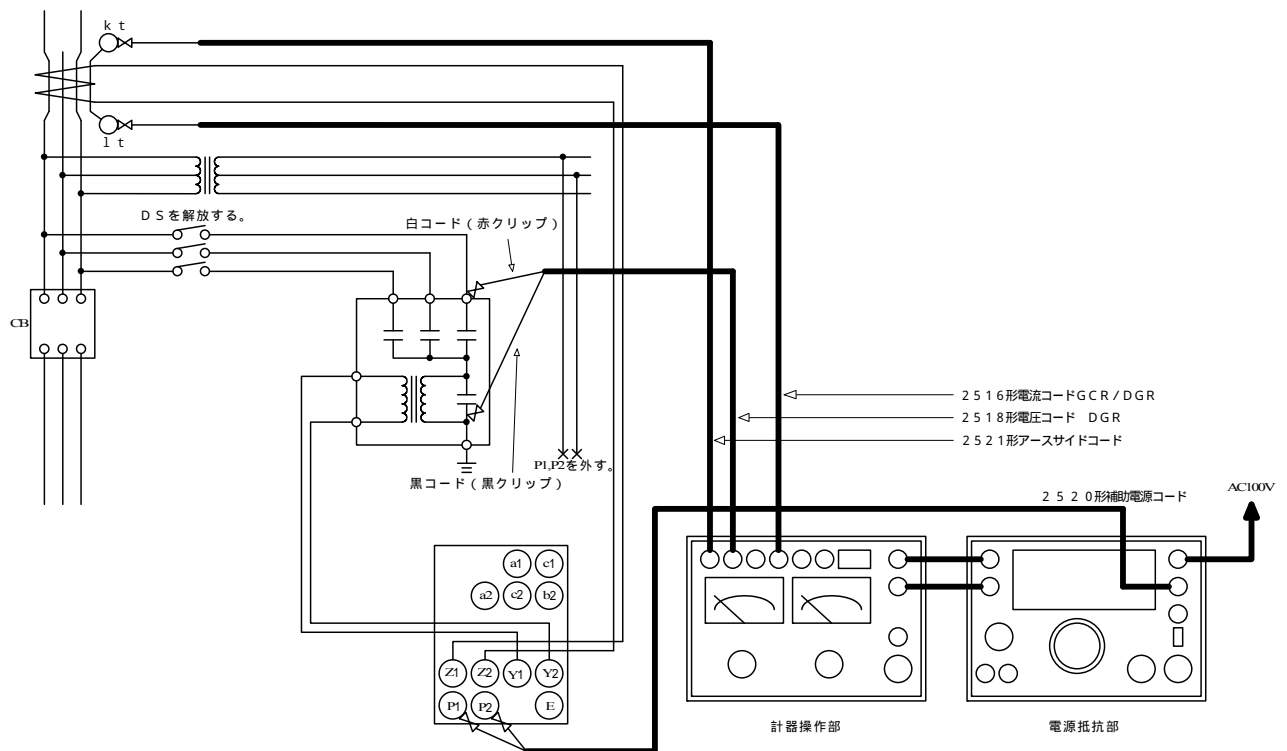 k t
l t
DSを解放する。
白コード(赤クリップ)
CB
2516形電流コードGCR/DGR
2518形電圧コード DGR
2521形アースサイドコード
P1,P2を外す。
黒コード(黒クリップ)
2520形補助電源コード
AC100V
a1 c1
a2 c2 b2
Z1 Z2 Y1 Y2
P1 P2 E
計器操作部
電源抵抗部